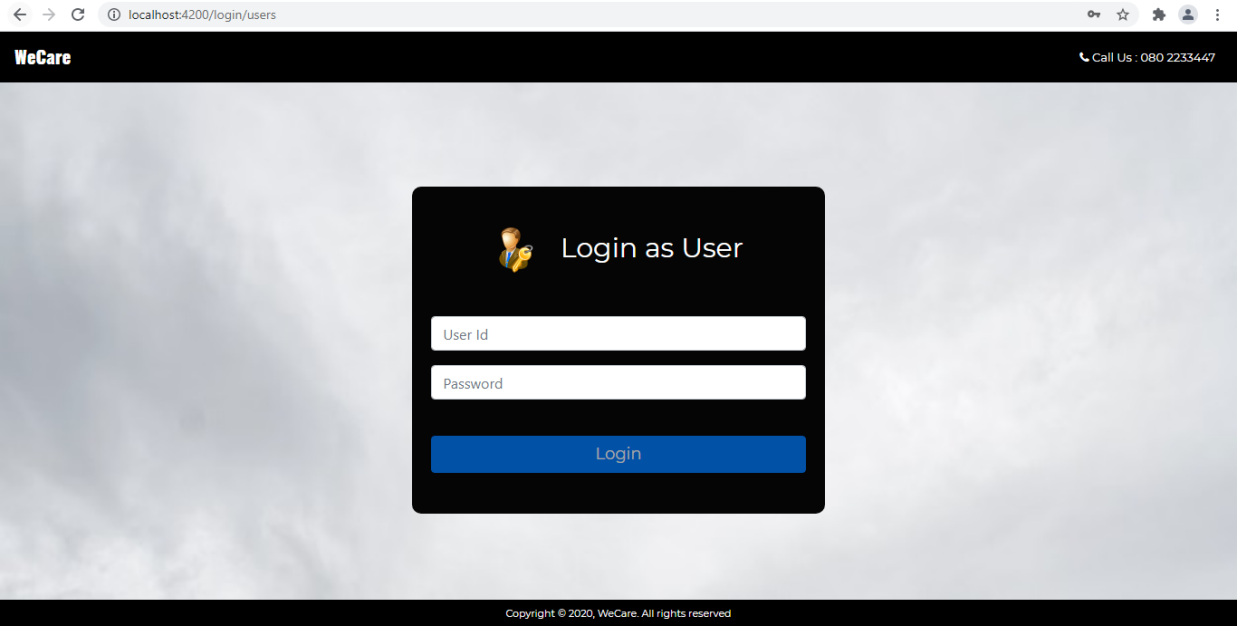 localhost:4200/login/users
WeCare
Call Us : 080 2233447
Login as User
User Id
Password
Login
Copyright © 2020, WeCare. All rights reserved